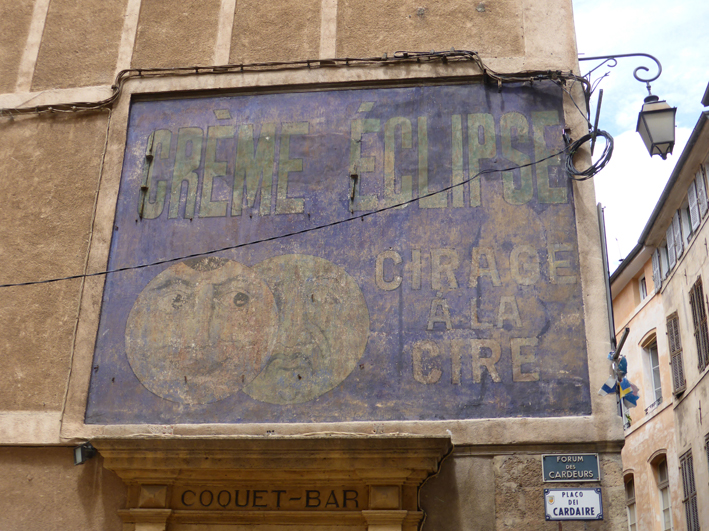 CRÈME ÉCLIPSE
CIRAGE
À LA
CIRE
COQUET-BAR
FORUM
DES
CARDEURS
PLAÇO
DEI
CARDAIRE